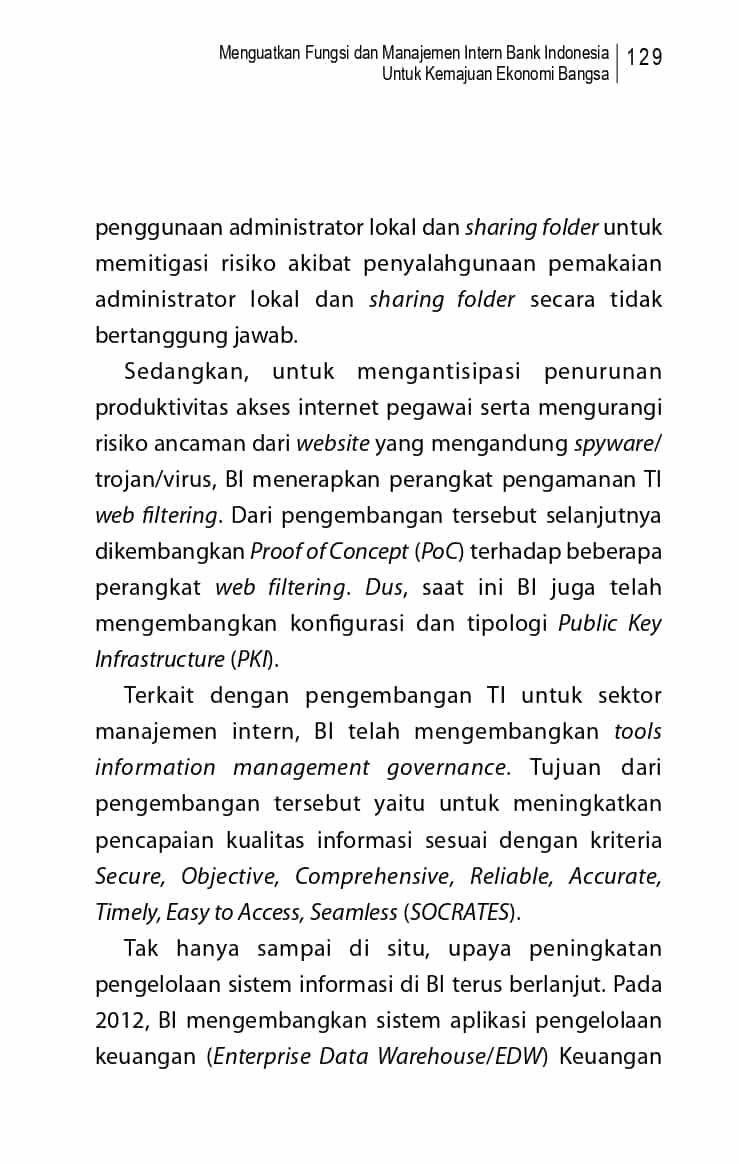 Menguatkan Fungsi dan Manajemen Intern Bank Indonesia
Untuk Kemajuan Ekonomi Bangsa
129
penggunaan administrator lokal dan sharing folder untuk
memitigasi risiko akibat penyalahgunaan pemakaian
administrator lokal dan sharing folder secara tidak
bertanggung jawab.
Sedangkan, untuk mengantisipasi penurunan
produktivitas akses internet pegawai serta mengurangi
risiko ancaman dari website yang mengandung spyware/
trojan/virus, BI menerapkan perangkat pengamanan TI
web filtering. Dari pengembangan tersebut selanjutnya
dikembangkan Proof of Concept (PoC) terhadap beberapa
perangkat web filtering. Dus, saat ini BI juga telah
mengembangkan konfigurasi dan tipologi Public Key
Infrastructure (PKI).
Terkait dengan pengembangan TI untuk sektor
manajemen intern, BI telah mengembangkan tools
information management governance. Tujuan dari
pengembangan tersebut yaitu untuk meningkatkan
pencapaian kualitas informasi sesuai dengan kriteria
Secure, Objective, Comprehensive, Reliable, Accurate,
Timely, Easy to Access, Seamless (SOCRATES).
Tak hanya sampai di situ, upaya peningkatan
pengelolaan sistem informasi di BI terus berlanjut. Pada
2012, BI mengembangkan sistem aplikasi pengelolaan
keuangan (Enterprise Data Warehouse/EDW) Keuangan